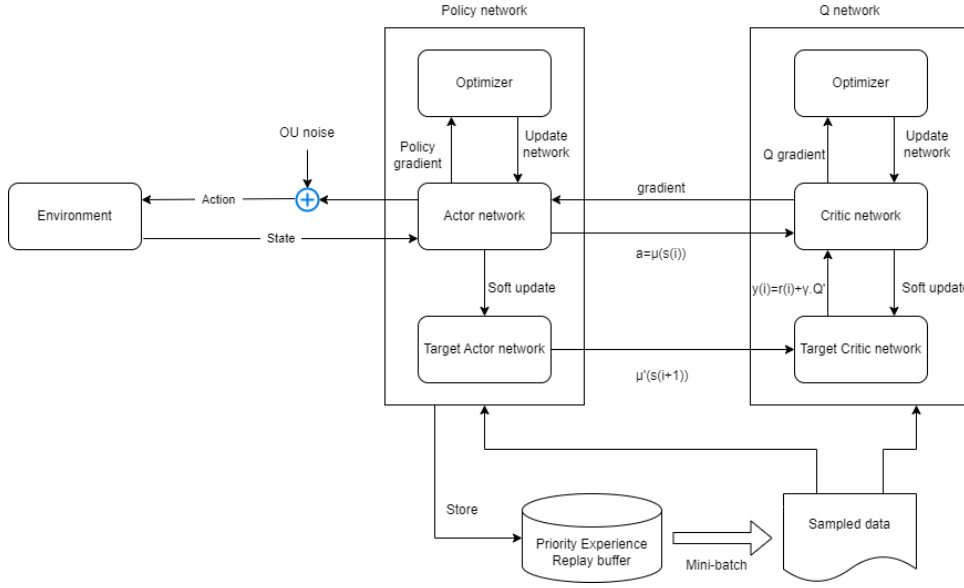 Policy network
Q network
Optimizer
Optimizer
OU noise
Policy
gradient
Update
network
Q gradient
Update
network
Environment
Action
Actor network
gradient
Critic network
State
a=μ(s(i))
Soft update
y(i)=r(i)+γ.Q'
Soft update
Target Actor network
Target Critic network
μ'(s(i+1))
Store
Priority Experience
Replay buffer
Mini-batch
Sampled data